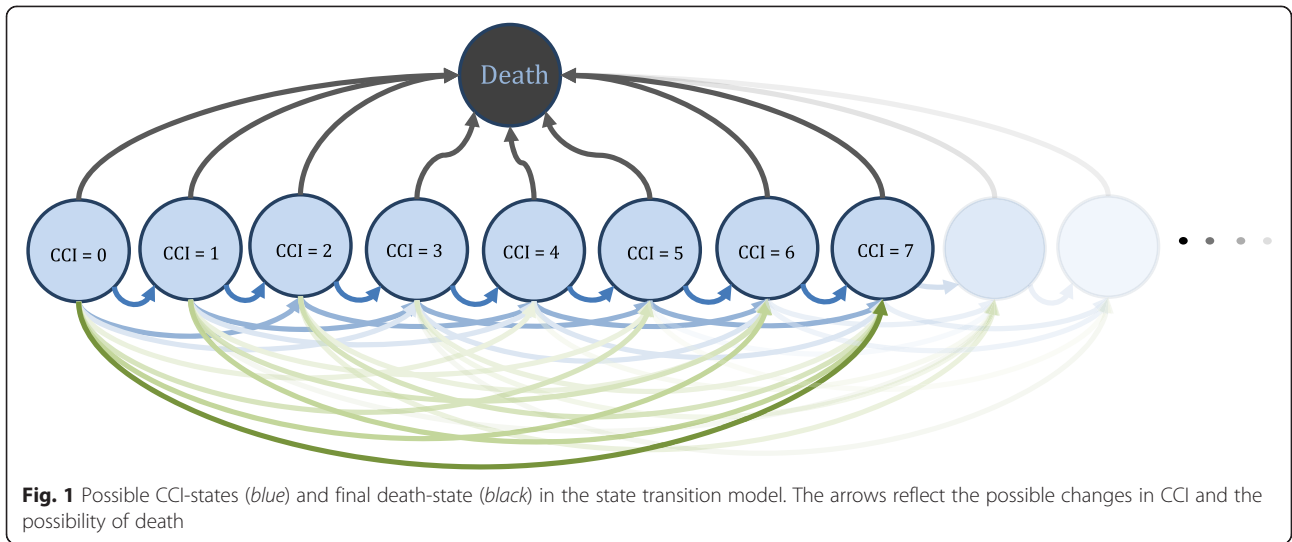 Death
CCI = 0
CCI = 1
CCI = 2
CCI = 3
CCI = 4
CCI = 5
CCI = 6
CCI = 7
Fig. 1 Possible CCI-states (blue) and final death-state (black) in the state transition model. The arrows reflect the possible changes in CCI and the
possibility of death